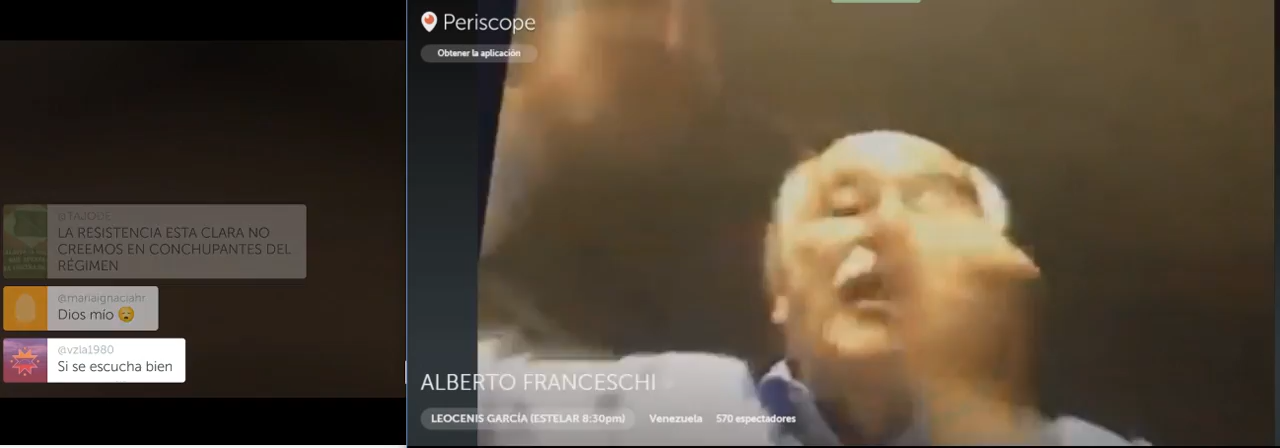 @TAJODE
LA RESISTENCIA ESTA CLARA NO
CREEMOS EN CONCHUPANTES DEL
RÉGIMEN
@mariaignaciahr
Dios mío
@vzla1980
Si se escucha bien
Periscope
Obtener la aplicación
ALBERTO FRANCESCHI
LEOCENIS GARCÍA (ESTELAR 8:30pm) Venezuela 570 espectadores